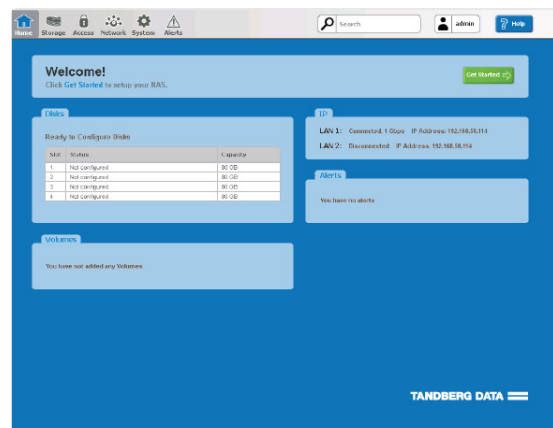 Home Storage Access Network System Alerts
Search
admin
Help
Welcome!
Click Get Started to setup your NAS.
Get Started
Disks
Ready to Configure Disks
Slot Status Capacity
1 Not configured 80 GB
2 Not configured 80 GB
3 Not configured 80 GB
4 Not configured 80 GB
IP
LAN 1: Connected, 1 Gbps IP Address: 192.168.56.114
LAN 2: Disconnected IP Address: 192.168.56.114
Alerts
You have no alerts
Volumes
You have not added any Volumes
TANDBERG DATA